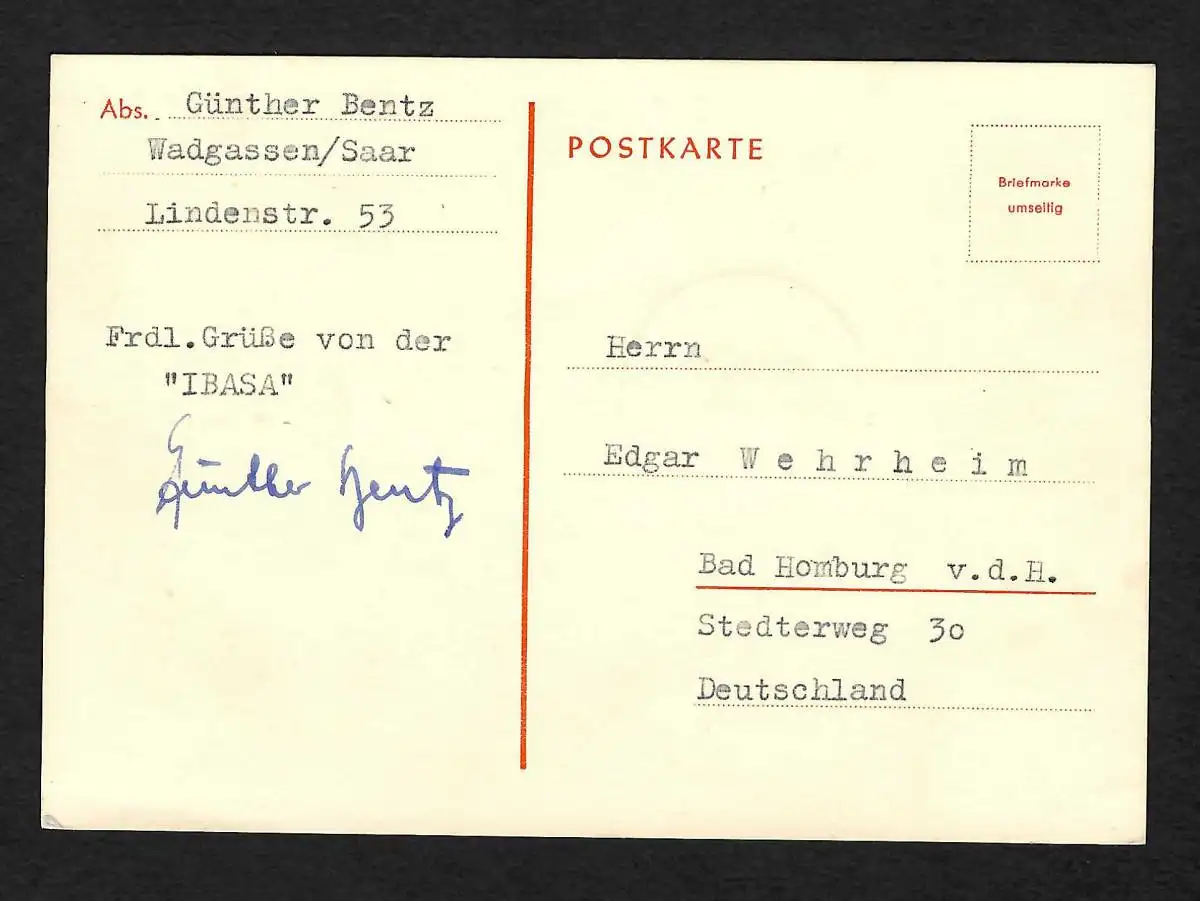 Abs. Günther Bentz
Wadgassen/Saar
Lindenstr. 53
Frdl.Grüße von der
"IBASA"
Günther Bentz
POSTKARTE
Briefmarke
umseitig
Herrn
Edgar W e h r h e i m
Bad Homburg v.d.H.
Stedterweg 3o
Deutschland